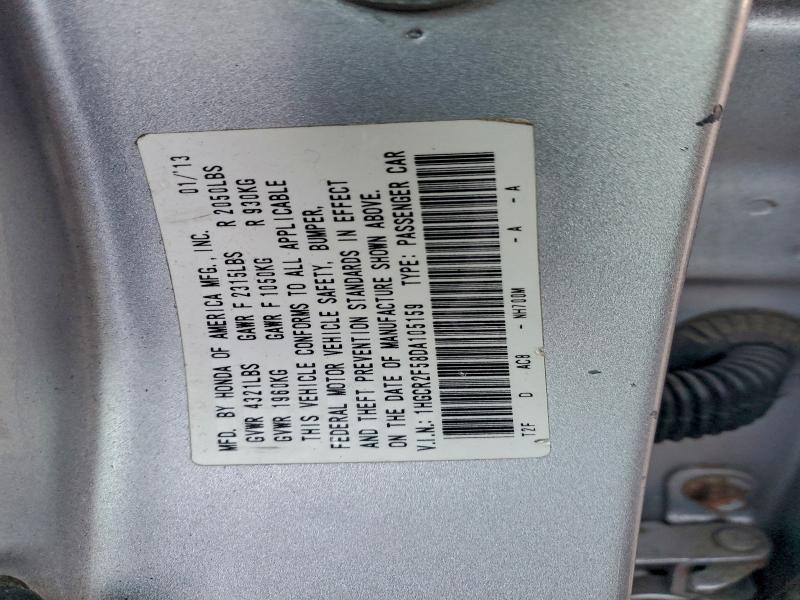 MFD. BY HONDA OF AMERICA MFG., INC. 01/'13
GVWR 4321LBS GAWR F 2315LBS R 2050LBS
GVWR 1960KG GAWR F 1050KG R 930KG
THIS VEHICLE CONFORMS TO ALL APPLICABLE
FEDERAL MOTOR VEHICLE SAFETY, BUMPER,
AND THEFT PREVENTION STANDARDS IN EFFECT
ON THE DATE OF MANUFACTURE SHOWN ABOVE.
V.I.N.: 1HGCR2F58DA105159 TYPE: PASSENGER CAR
T2F D AC8 - NH700M - A - A